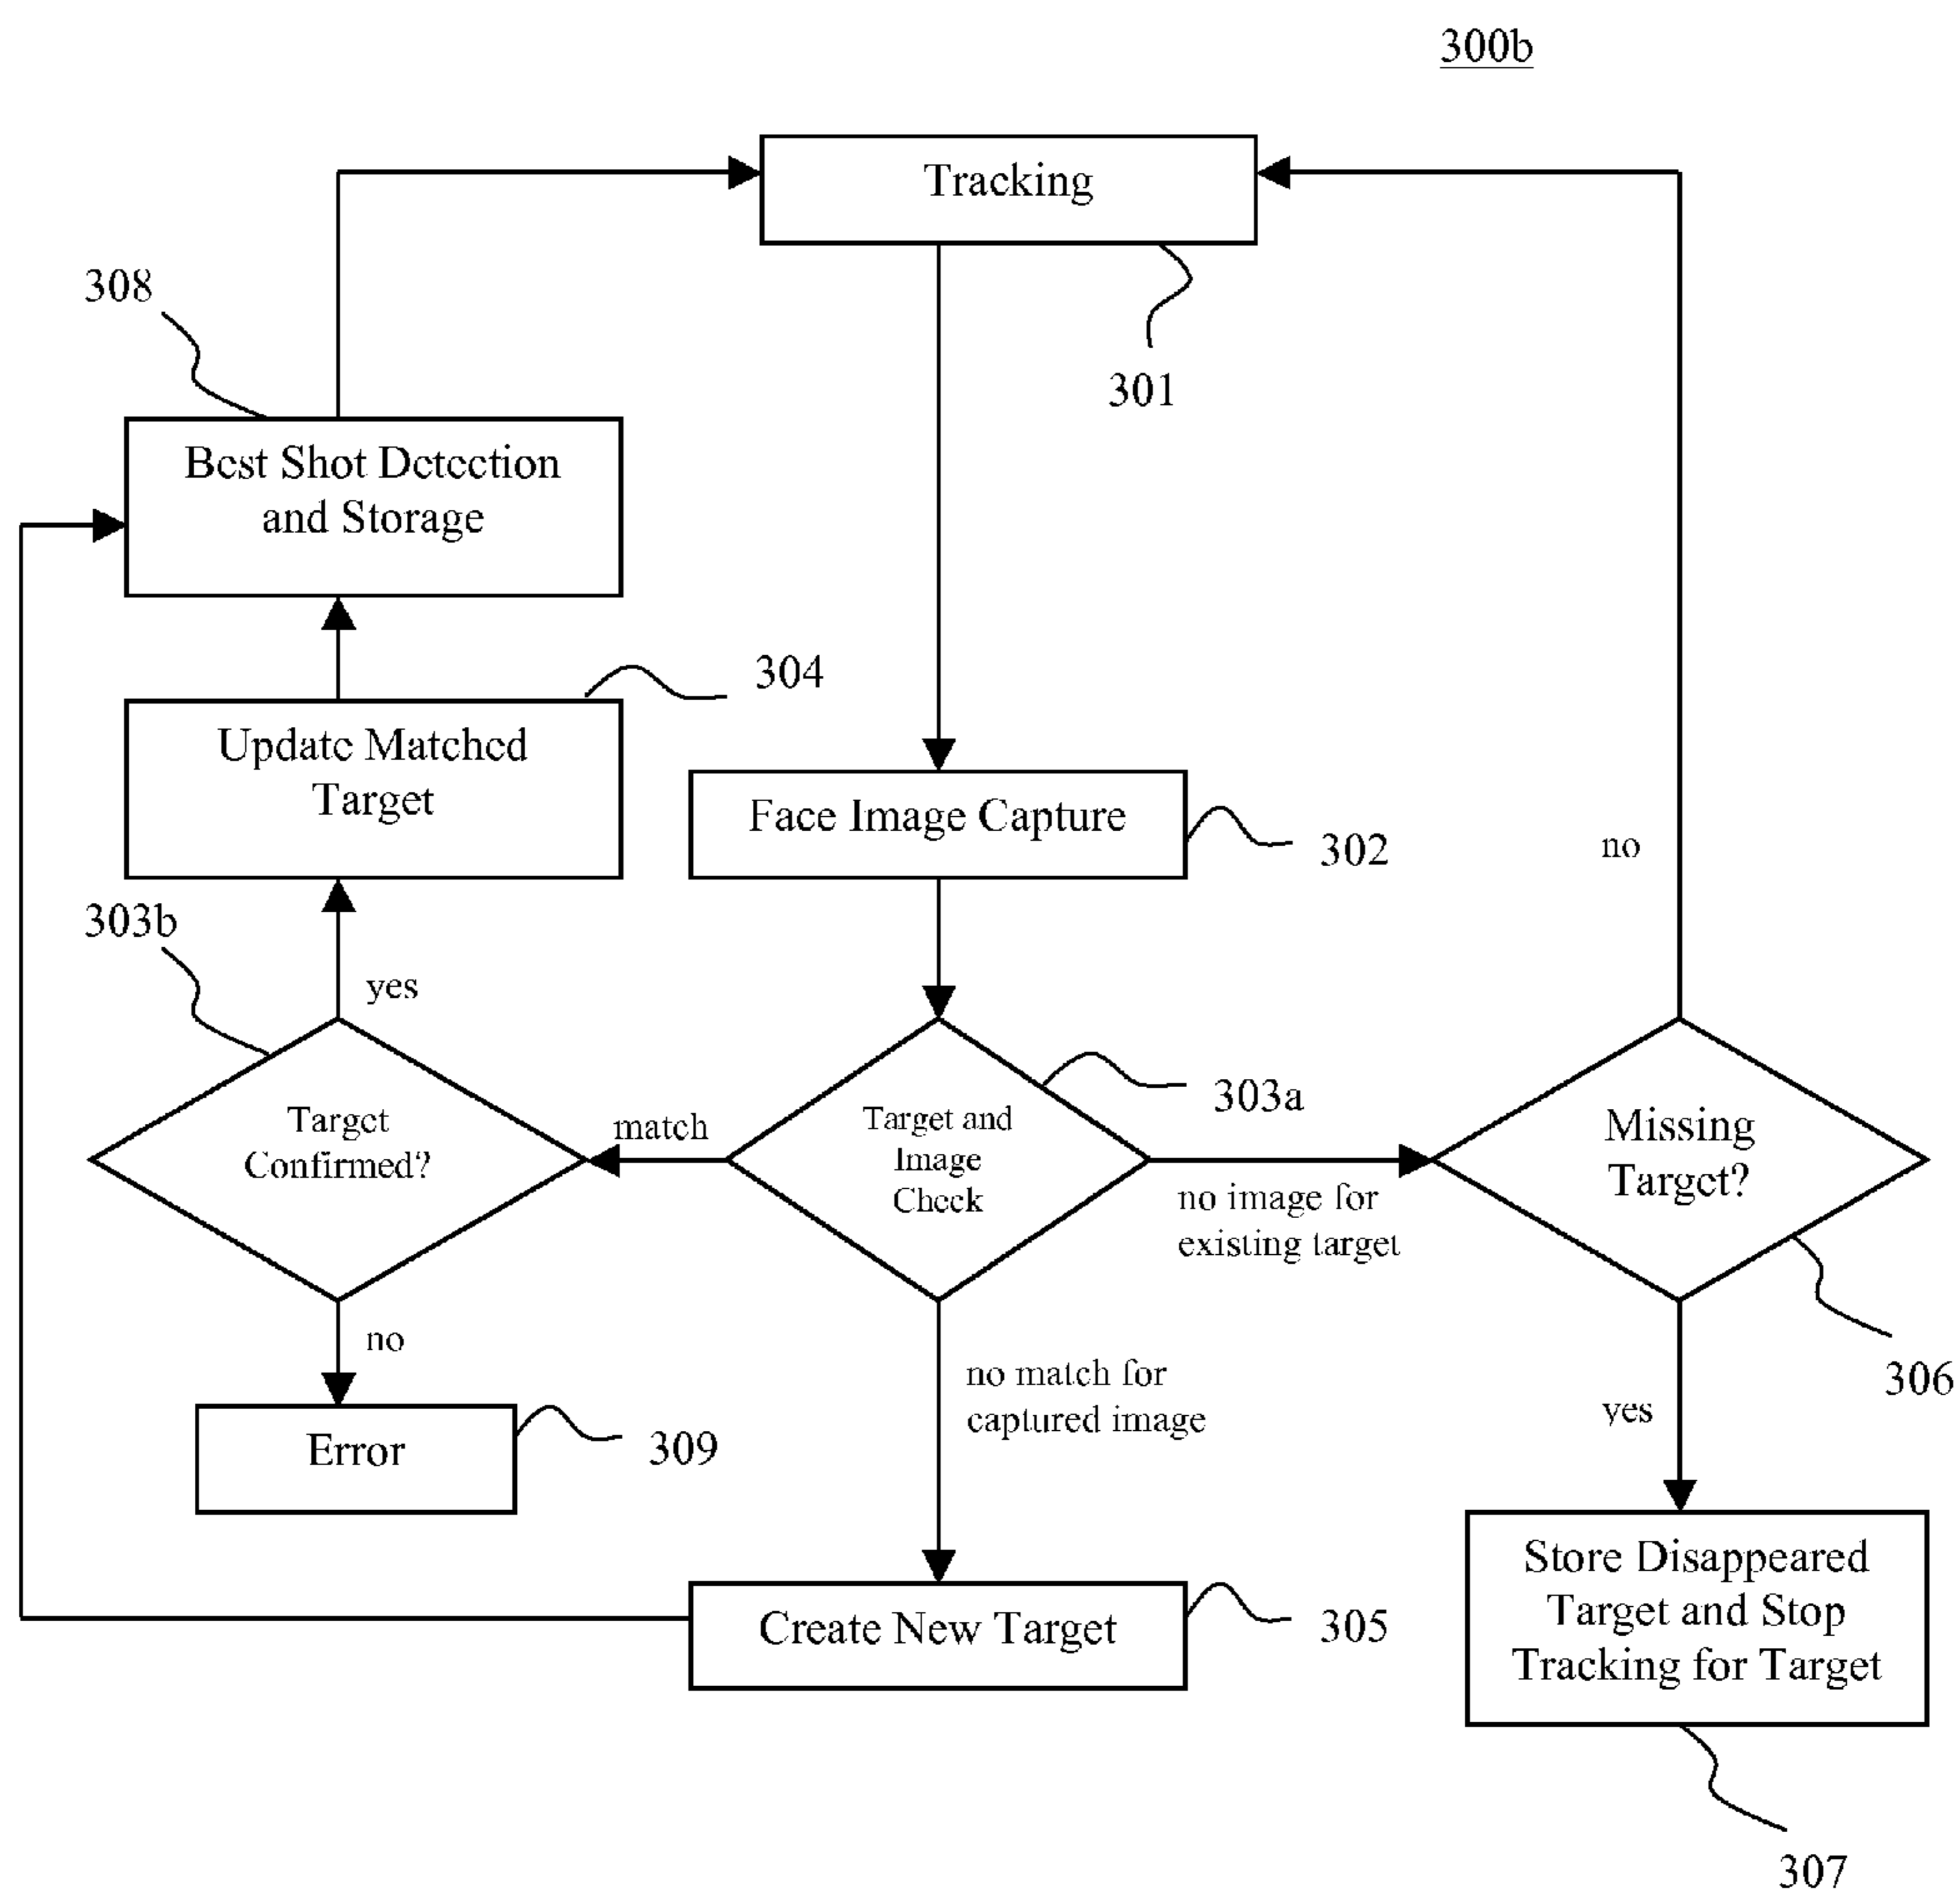 300b
Tracking
301
308
Best Shot Detection
and Storage
304
Update Matched
Target
Face Image Capture
302
no
303b
yes
303a
Target
Confirmed?
match
Target and
Image
Check
no image for
existing target
Missing
Target?
306
no
Error
309
no match for
captured image
yes
Create New Target
305
Store Disappeared
Target and Stop
Tracking for Target
307